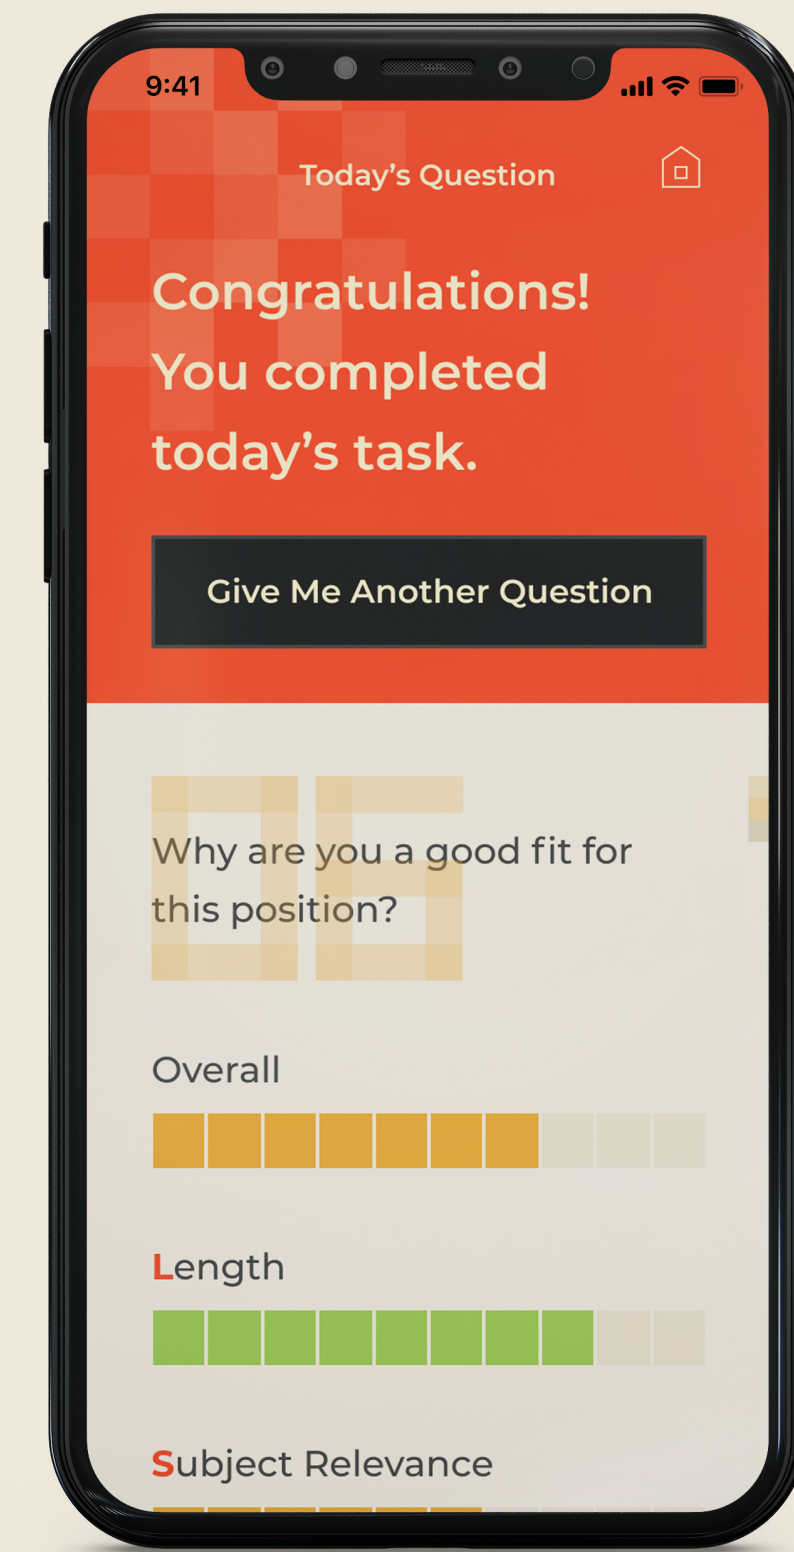 9:41
Today’s Question
Congratulations!
You completed
today’s task.
Give Me Another Question
06
Why are you a good fit for
this position?
Overall
Length
Subject Relevance